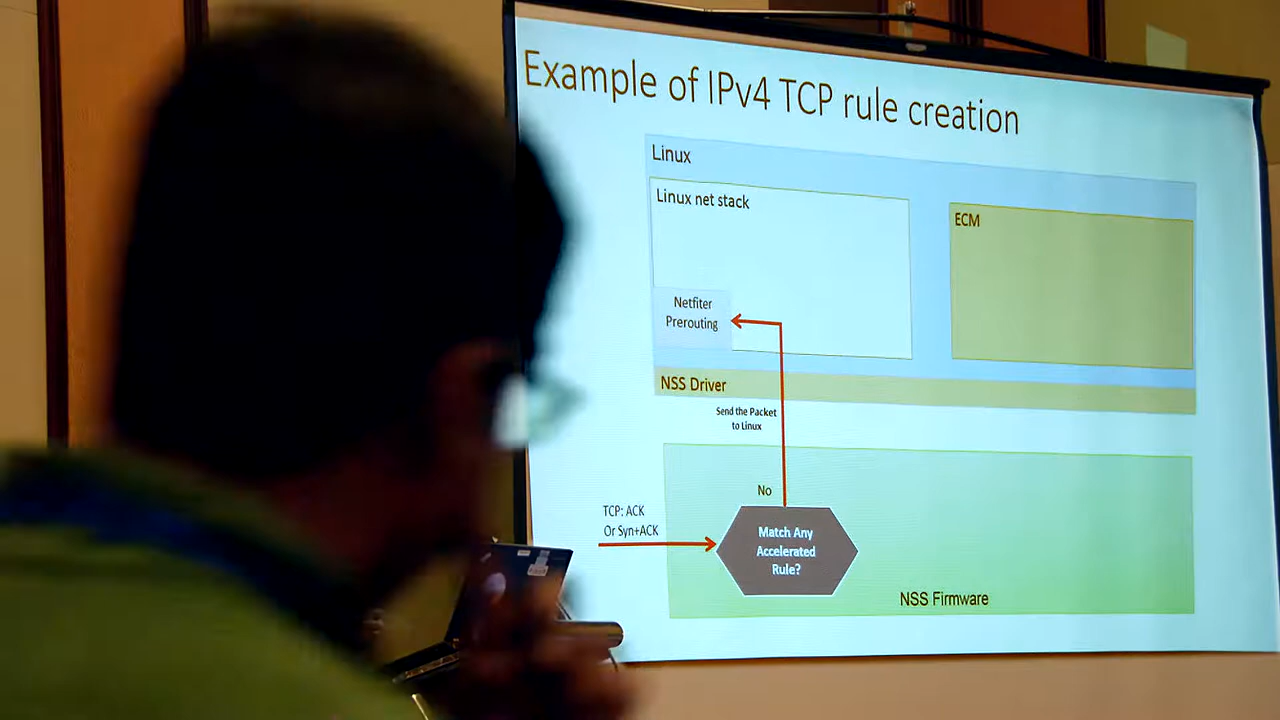 Example of IPv4 TCP rule creation
Linux
Linux net stack
ECM
Netfiter
Prerouting
NSS Driver
Send the Packet
to Linux
No
TCP: ACK
Or Syn+ACK
Match Any
Accelerated
Rule?
NSS Firmware